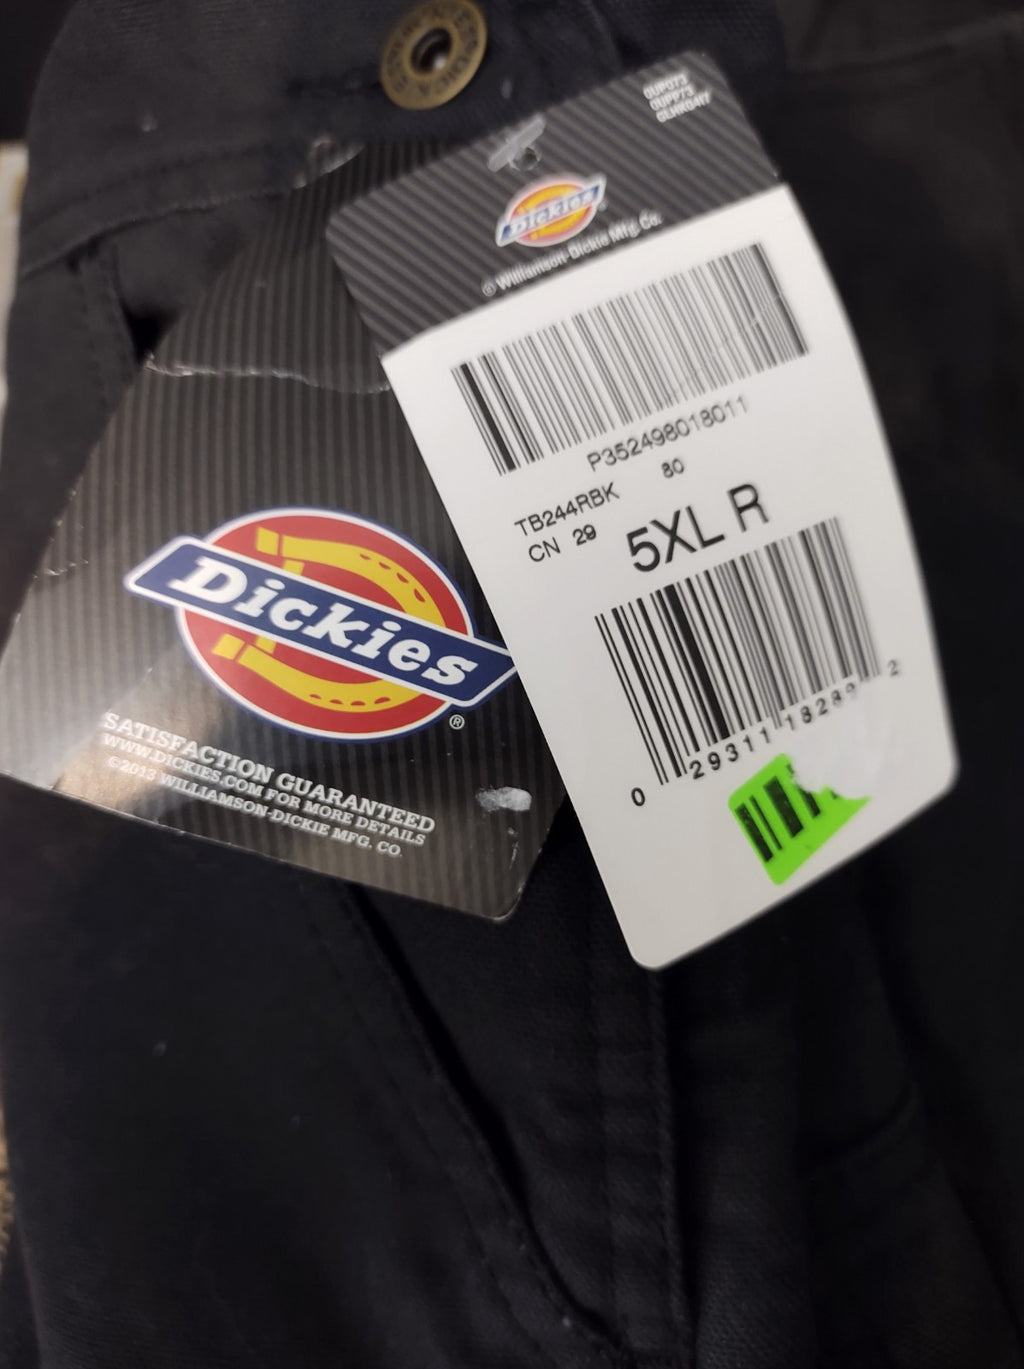 Dickies
© Williamson-Dickie Mfg. Co.
P352498018011
TB244RBK 80
CN 29 5XL R
0 29311 2
Dickies®
SATISFACTION GUARANTEED
WWW.DICKIES.COM FOR MORE DETAILS
©2013 WILLIAMSON-DICKIE MFG. CO.